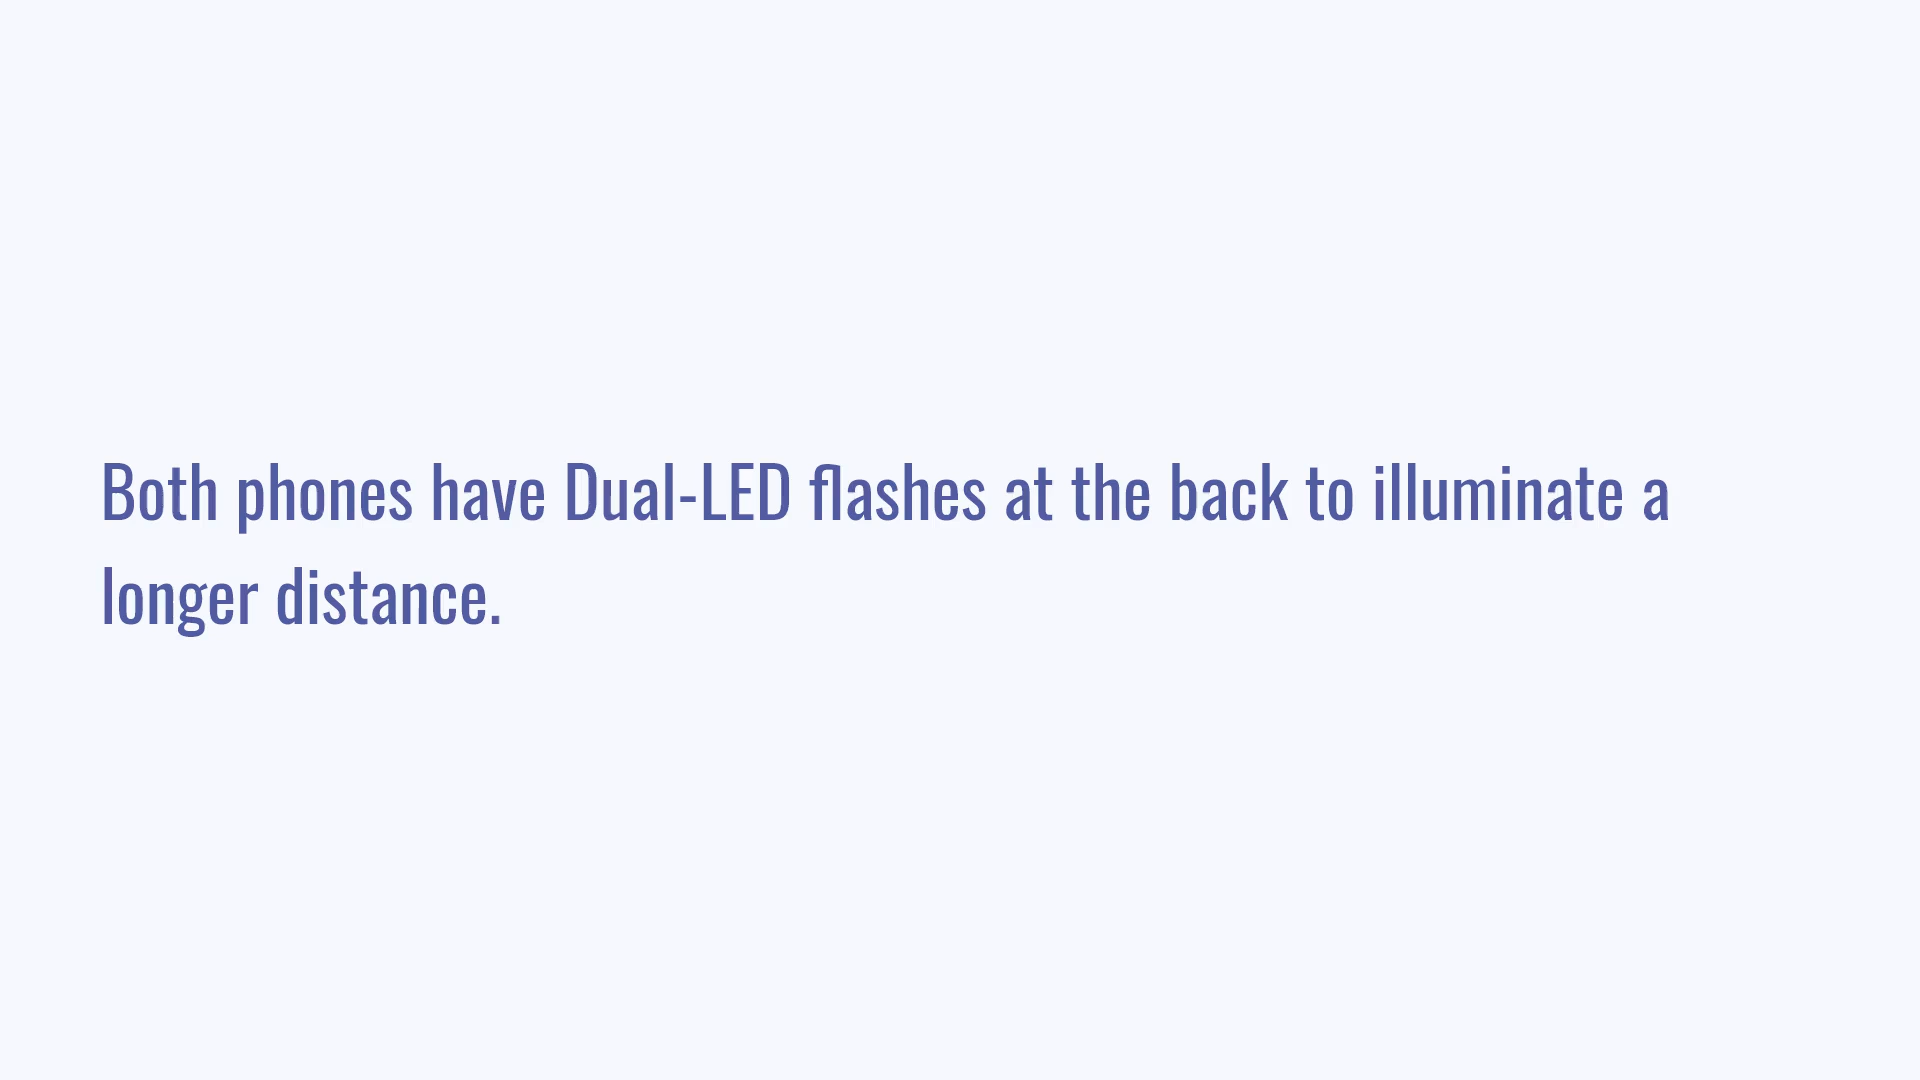 Both phones have Dual-LED flashes at the back to illuminate a
longer distance.